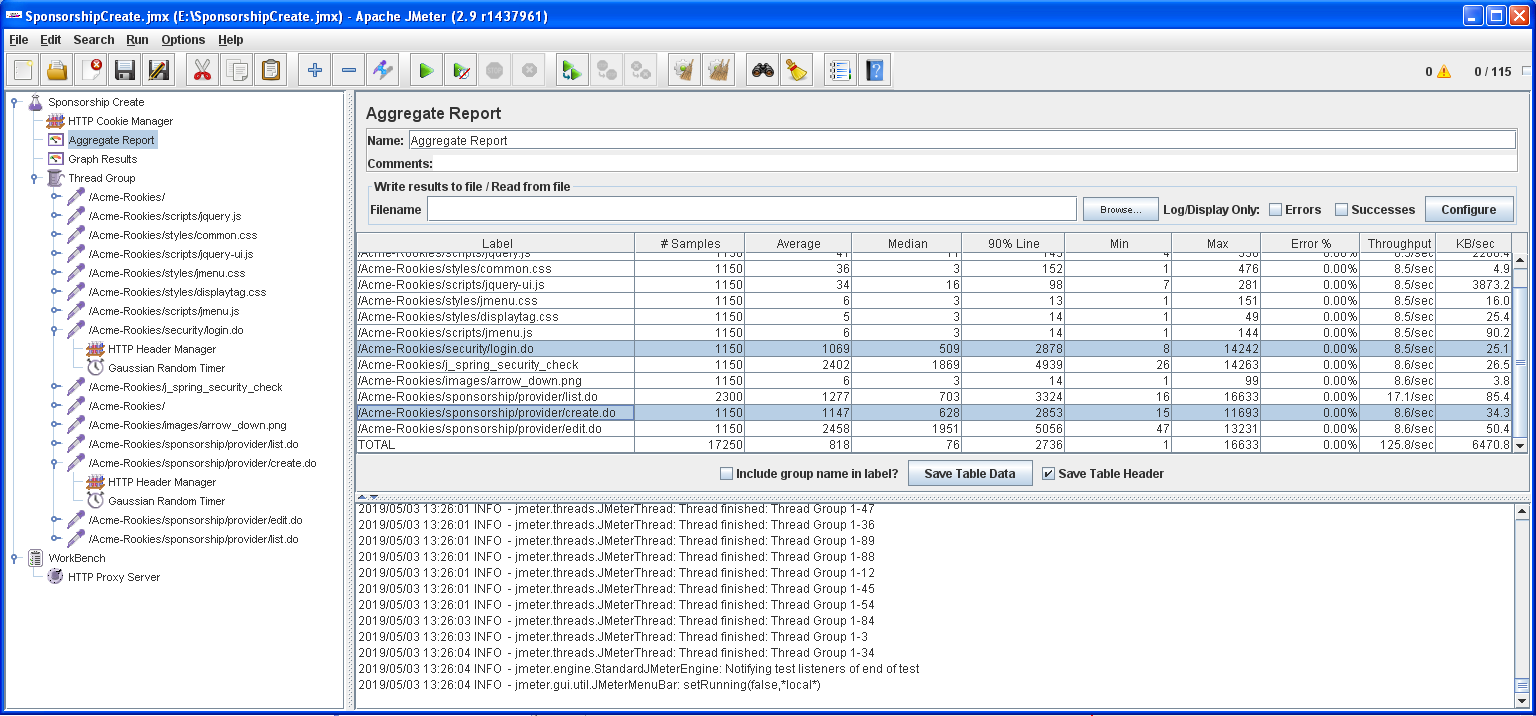 SponsorshipCreate.jmx (E:\SponsorshipCreate.jmx) - Apache JMeter (2.9 r1437961)
File Edit Search Run Options Help
0 0 / 115
Sponsorship Create
HTTP Cookie Manager
Aggregate Report
Graph Results
Thread Group
/Acme-Rookies/
/Acme-Rookies/scripts/jquery.js
/Acme-Rookies/styles/common.css
/Acme-Rookies/scripts/jquery-ui.js
/Acme-Rookies/styles/jmenu.css
/Acme-Rookies/styles/displaytag.css
/Acme-Rookies/scripts/jmenu.js
/Acme-Rookies/security/login.do
HTTP Header Manager
Gaussian Random Timer
/Acme-Rookies/j_spring_security_check
/Acme-Rookies/
/Acme-Rookies/images/arrow_down.png
/Acme-Rookies/sponsorship/provider/list.do
/Acme-Rookies/sponsorship/provider/create.do
HTTP Header Manager
Gaussian Random Timer
/Acme-Rookies/sponsorship/provider/edit.do
/Acme-Rookies/sponsorship/provider/list.do
WorkBench
HTTP Proxy Server
Aggregate Report
Name: Aggregate Report
Comments:
Write results to file / Read from file
Filename Browse... Log/Display Only: Errors Successes Configure
Label # Samples Average Median 90% Line Min Max Error % Throughput KB/sec
/Acme-Rookies/scripts/jquery.js 1150 41 11 145 4 0.00% 8.5/sec
/Acme-Rookies/styles/common.css 1150 36 3 152 1 476 0.00% 8.5/sec 4.9
/Acme-Rookies/scripts/jquery-ui.js 1150 34 16 98 7 281 0.00% 8.5/sec 3873.2
/Acme-Rookies/styles/jmenu.css 1150 6 3 13 1 151 0.00% 8.5/sec 16.0
/Acme-Rookies/styles/displaytag.css 1150 5 3 14 1 49 0.00% 8.5/sec 25.4
/Acme-Rookies/scripts/jmenu.js 1150 6 3 14 1 144 0.00% 8.5/sec 90.2
/Acme-Rookies/security/login.do 1150 1069 509 2878 8 14242 0.00% 8.5/sec 25.1
/Acme-Rookies/j_spring_security_check 1150 2402 1869 4939 26 14263 0.00% 8.6/sec 26.5
/Acme-Rookies/images/arrow_down.png 1150 6 3 14 1 99 0.00% 8.6/sec 3.8
/Acme-Rookies/sponsorship/provider/list.do 2300 1277 703 3324 16 16633 0.00% 17.1/sec 85.4
/Acme-Rookies/sponsorship/provider/create.do 1150 1147 628 2853 15 11693 0.00% 8.6/sec 34.3
/Acme-Rookies/sponsorship/provider/edit.do 1150 2458 1951 5056 47 13231 0.00% 8.6/sec 50.4
TOTAL 17250 818 76 2736 1 16633 0.00% 125.8/sec 6470.8
Include group name in label? Save Table Data Save Table Header
2019/05/03 13:26:01 INFO - jmeter.threads.JMeterThread: Thread finished: Thread Group 1-47
2019/05/03 13:26:01 INFO - jmeter.threads.JMeterThread: Thread finished: Thread Group 1-36
2019/05/03 13:26:01 INFO - jmeter.threads.JMeterThread: Thread finished: Thread Group 1-89
2019/05/03 13:26:01 INFO - jmeter.threads.JMeterThread: Thread finished: Thread Group 1-88
2019/05/03 13:26:01 INFO - jmeter.threads.JMeterThread: Thread finished: Thread Group 1-12
2019/05/03 13:26:01 INFO - jmeter.threads.JMeterThread: Thread finished: Thread Group 1-45
2019/05/03 13:26:01 INFO - jmeter.threads.JMeterThread: Thread finished: Thread Group 1-54
2019/05/03 13:26:03 INFO - jmeter.threads.JMeterThread: Thread finished: Thread Group 1-84
2019/05/03 13:26:03 INFO - jmeter.threads.JMeterThread: Thread finished: Thread Group 1-3
2019/05/03 13:26:04 INFO - jmeter.threads.JMeterThread: Thread finished: Thread Group 1-34
2019/05/03 13:26:04 INFO - jmeter.engine.StandardJMeterEngine: Notifying test listeners of end of test
2019/05/03 13:26:04 INFO - jmeter.gui.util.JMeterMenuBar: setRunning(false,*local*)